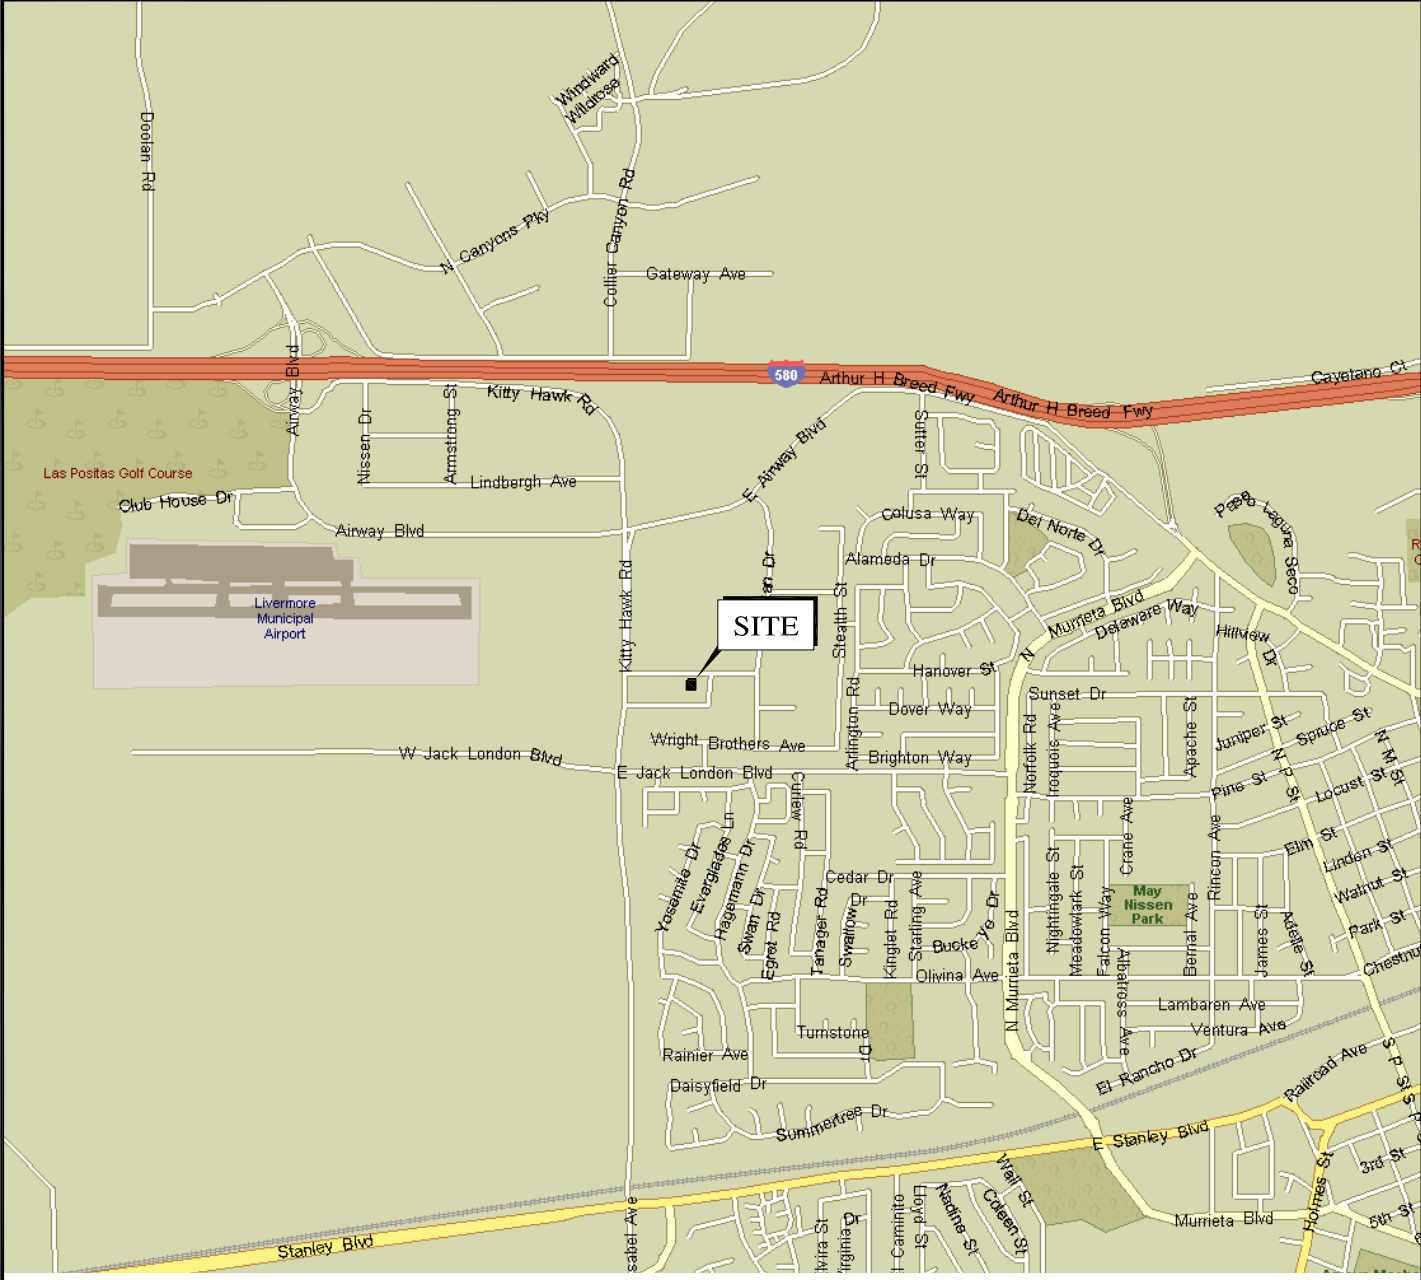 Windward
Wildrose
Doolan Rd
N Canyons Pky
Collier Canyon Rd
Gateway Ave
580
Arthur H Breed Fwy
Arthur H Breed Fwy
Cayetano Ct
Airway Blvd
Kitty Hawk Rd
Nissen Dr
Armstrong St
Sutter St
E Airway Blvd
Las Positas Golf Course
Lindbergh Ave
Club House Dr
Airway Blvd
Colusa Way
Del Norte Dr
Paseo Laguna Seco
Alameda Dr
Livermore
Municipal
Airport
Kitty Hawk Rd
SITE
Stealth St
N Murrieta Blvd
Delaware Way
Hillview Dr
Hanover St
Sunset Dr
Arlington Rd
Dover Way
Norfolk Rd
Iroquois Ave
Apache St
Juniper St
Spruce St
N M St
N P St
Wright Brothers Ave
W Jack London Blvd
Brighton Way
E Jack London Blvd
Curlew Rd
Pine St
Locust St
Crane Ave
Rincon Ave
Elm St
Linden St
Walnut St
Park St
Yosemite Dr
Everglades Ln
Hagemann Dr
Swan Dr
Egret Rd
Tanager Rd
Cedar Dr
Swallow Dr
Kinglet Rd
Starling Ave
Buckeye Dr
Nightingale St
Meadowlark St
Falcon Way
May
Nissen
Park
Bernal Ave
James St
Adelle St
Chestnu
Olivina Ave
N Murrieta Blvd
Albatross Ave
Lambaren Ave
Ventura Ave
Turnstone Dr
Rainier Ave
Daisyfield Dr
El Rancho Dr
Railroad Ave
S P St
Summertree Dr
E Stanley Blvd
3rd St
5th St
Holmes St
Murrieta Blvd
Wall St
Coleen St
Nadine St
Lloyd St
l Caminito
irginia Dr
lvira St
sabel Ave
Stanley Blvd